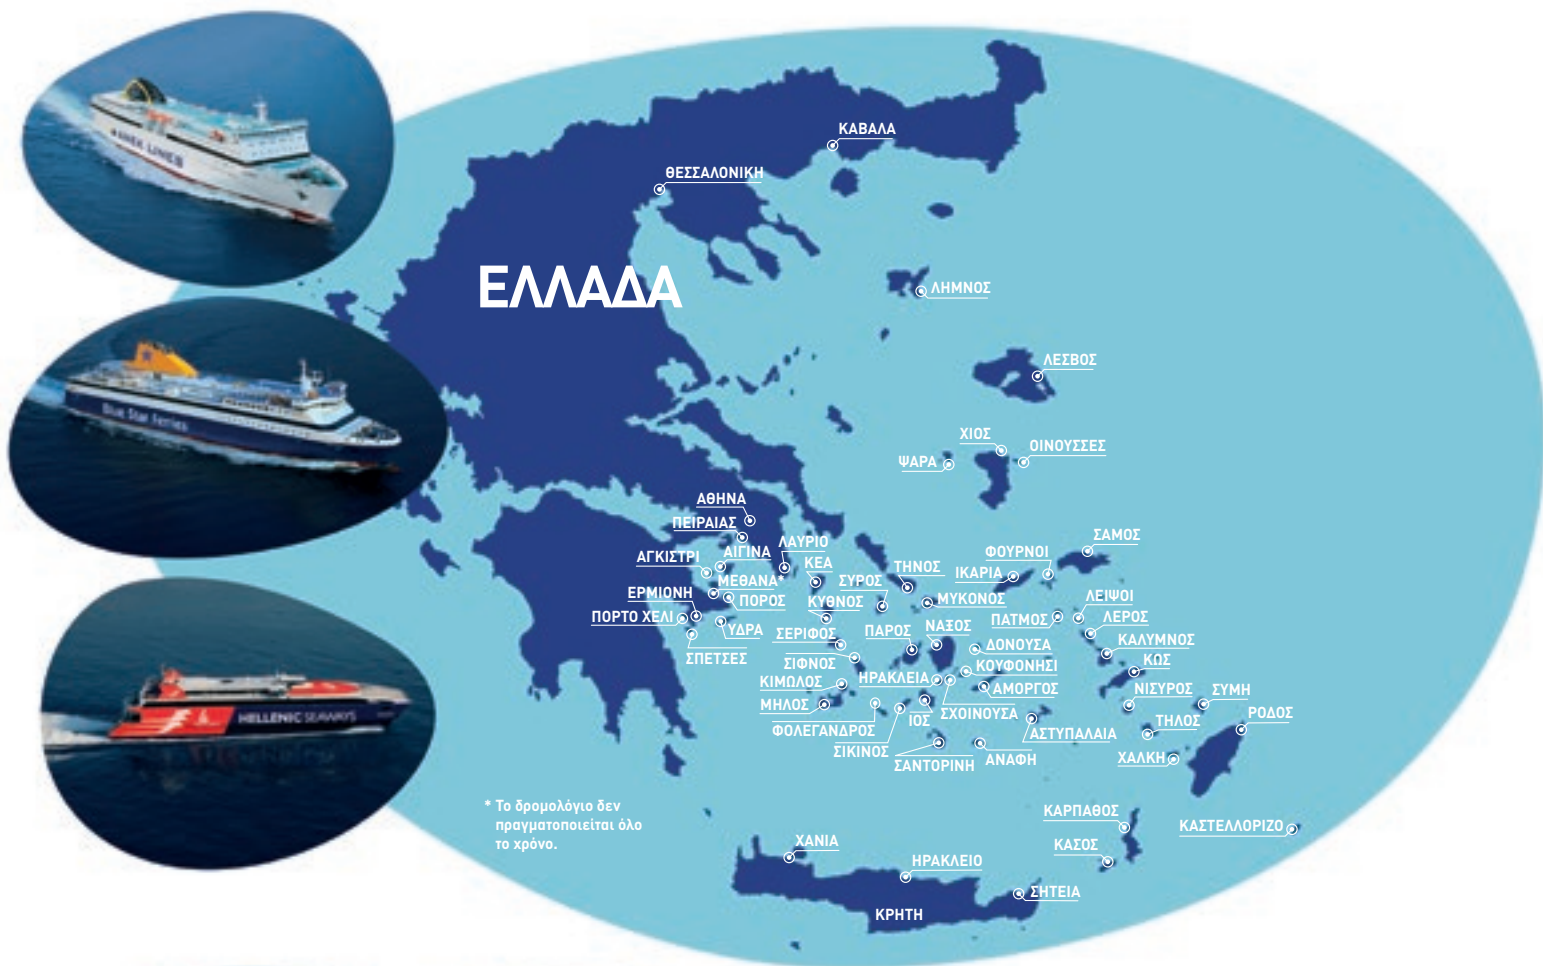 ANEK LINES
Blue Star Ferries
HELLENIC SEAWAYS
ΕΛΛΑΔΑ
ΚΑΒΑΛΑ
ΘΕΣΣΑΛΟΝΙΚΗ
ΛΗΜΝΟΣ
ΛΕΣΒΟΣ
ΧΙΟΣ
ΟΙΝΟΥΣΣΕΣ
ΨΑΡΑ
ΑΘΗΝΑ
ΠΕΙΡΑΙΑΣ
ΛΑΥΡΙΟ
ΑΓΚΙΣΤΡΙ
ΑΙΓΙΝΑ
ΚΕΑ
ΜΕΘΑΝΑ*
ΕΡΜΙΟΝΗ
ΠΟΡΟΣ
ΠΟΡΤΟ ΧΕΛΙ
ΥΔΡΑ
ΣΠΕΤΣΕΣ
ΣΑΜΟΣ
ΦΟΥΡΝΟΙ
ΙΚΑΡΙΑ
ΤΗΝΟΣ
ΣΥΡΟΣ
ΚΥΘΝΟΣ
ΜΥΚΟΝΟΣ
ΛΕΙΨΟΙ
ΠΑΤΜΟΣ
ΛΕΡΟΣ
ΝΑΞΟΣ
ΠΑΡΟΣ
ΣΕΡΙΦΟΣ
ΔΟΝΟΥΣΑ
ΚΑΛΥΜΝΟΣ
ΣΙΦΝΟΣ
ΚΟΥΦΟΝΗΣΙ
ΚΩΣ
ΚΙΜΩΛΟΣ
ΗΡΑΚΛΕΙΑ
ΑΜΟΡΓΟΣ
ΝΙΣΥΡΟΣ
ΣΥΜΗ
ΜΗΛΟΣ
ΙΟΣ
ΣΧΟΙΝΟΥΣΑ
ΡΟΔΟΣ
ΦΟΛΕΓΑΝΔΡΟΣ
ΤΗΛΟΣ
ΑΣΤΥΠΑΛΑΙΑ
ΣΙΚΙΝΟΣ
ΣΑΝΤΟΡΙΝΗ
ΑΝΑΦΗ
ΧΑΛΚΗ
* Το δρομολόγιο δεν
πραγματοποιείται όλο
το χρόνο.
ΚΑΡΠΑΘΟΣ
ΚΑΣΤΕΛΛΟΡΙΖΟ
ΚΑΣΟΣ
ΧΑΝΙΑ
ΗΡΑΚΛΕΙΟ
ΣΗΤΕΙΑ
ΚΡΗΤΗ